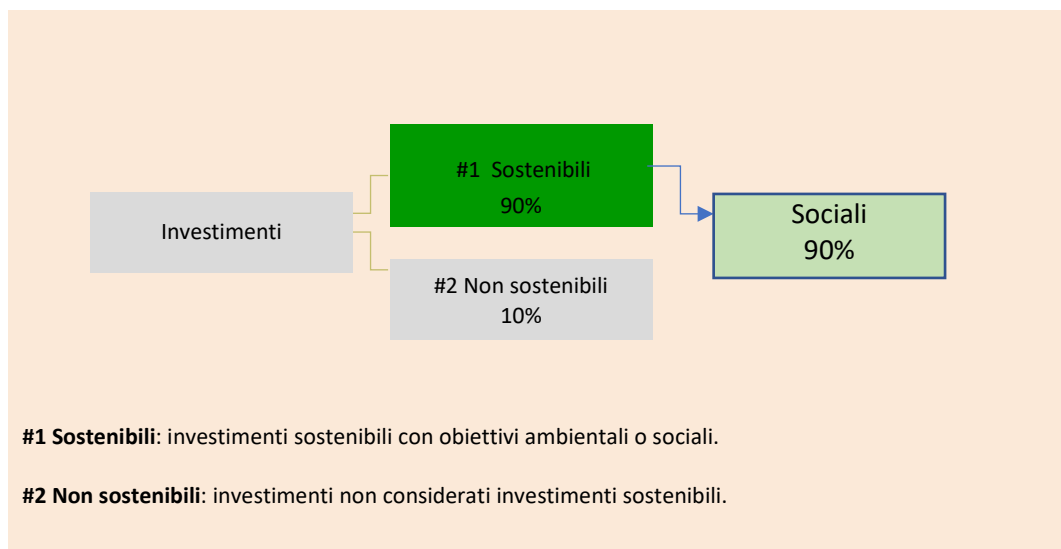 #1 Sostenibili
90%
Investimenti
Sociali
90%
#2 Non sostenibili
10%
#1 Sostenibili: investimenti sostenibili con obiettivi ambientali o sociali.
#2 Non sostenibili: investimenti non considerati investimenti sostenibili.